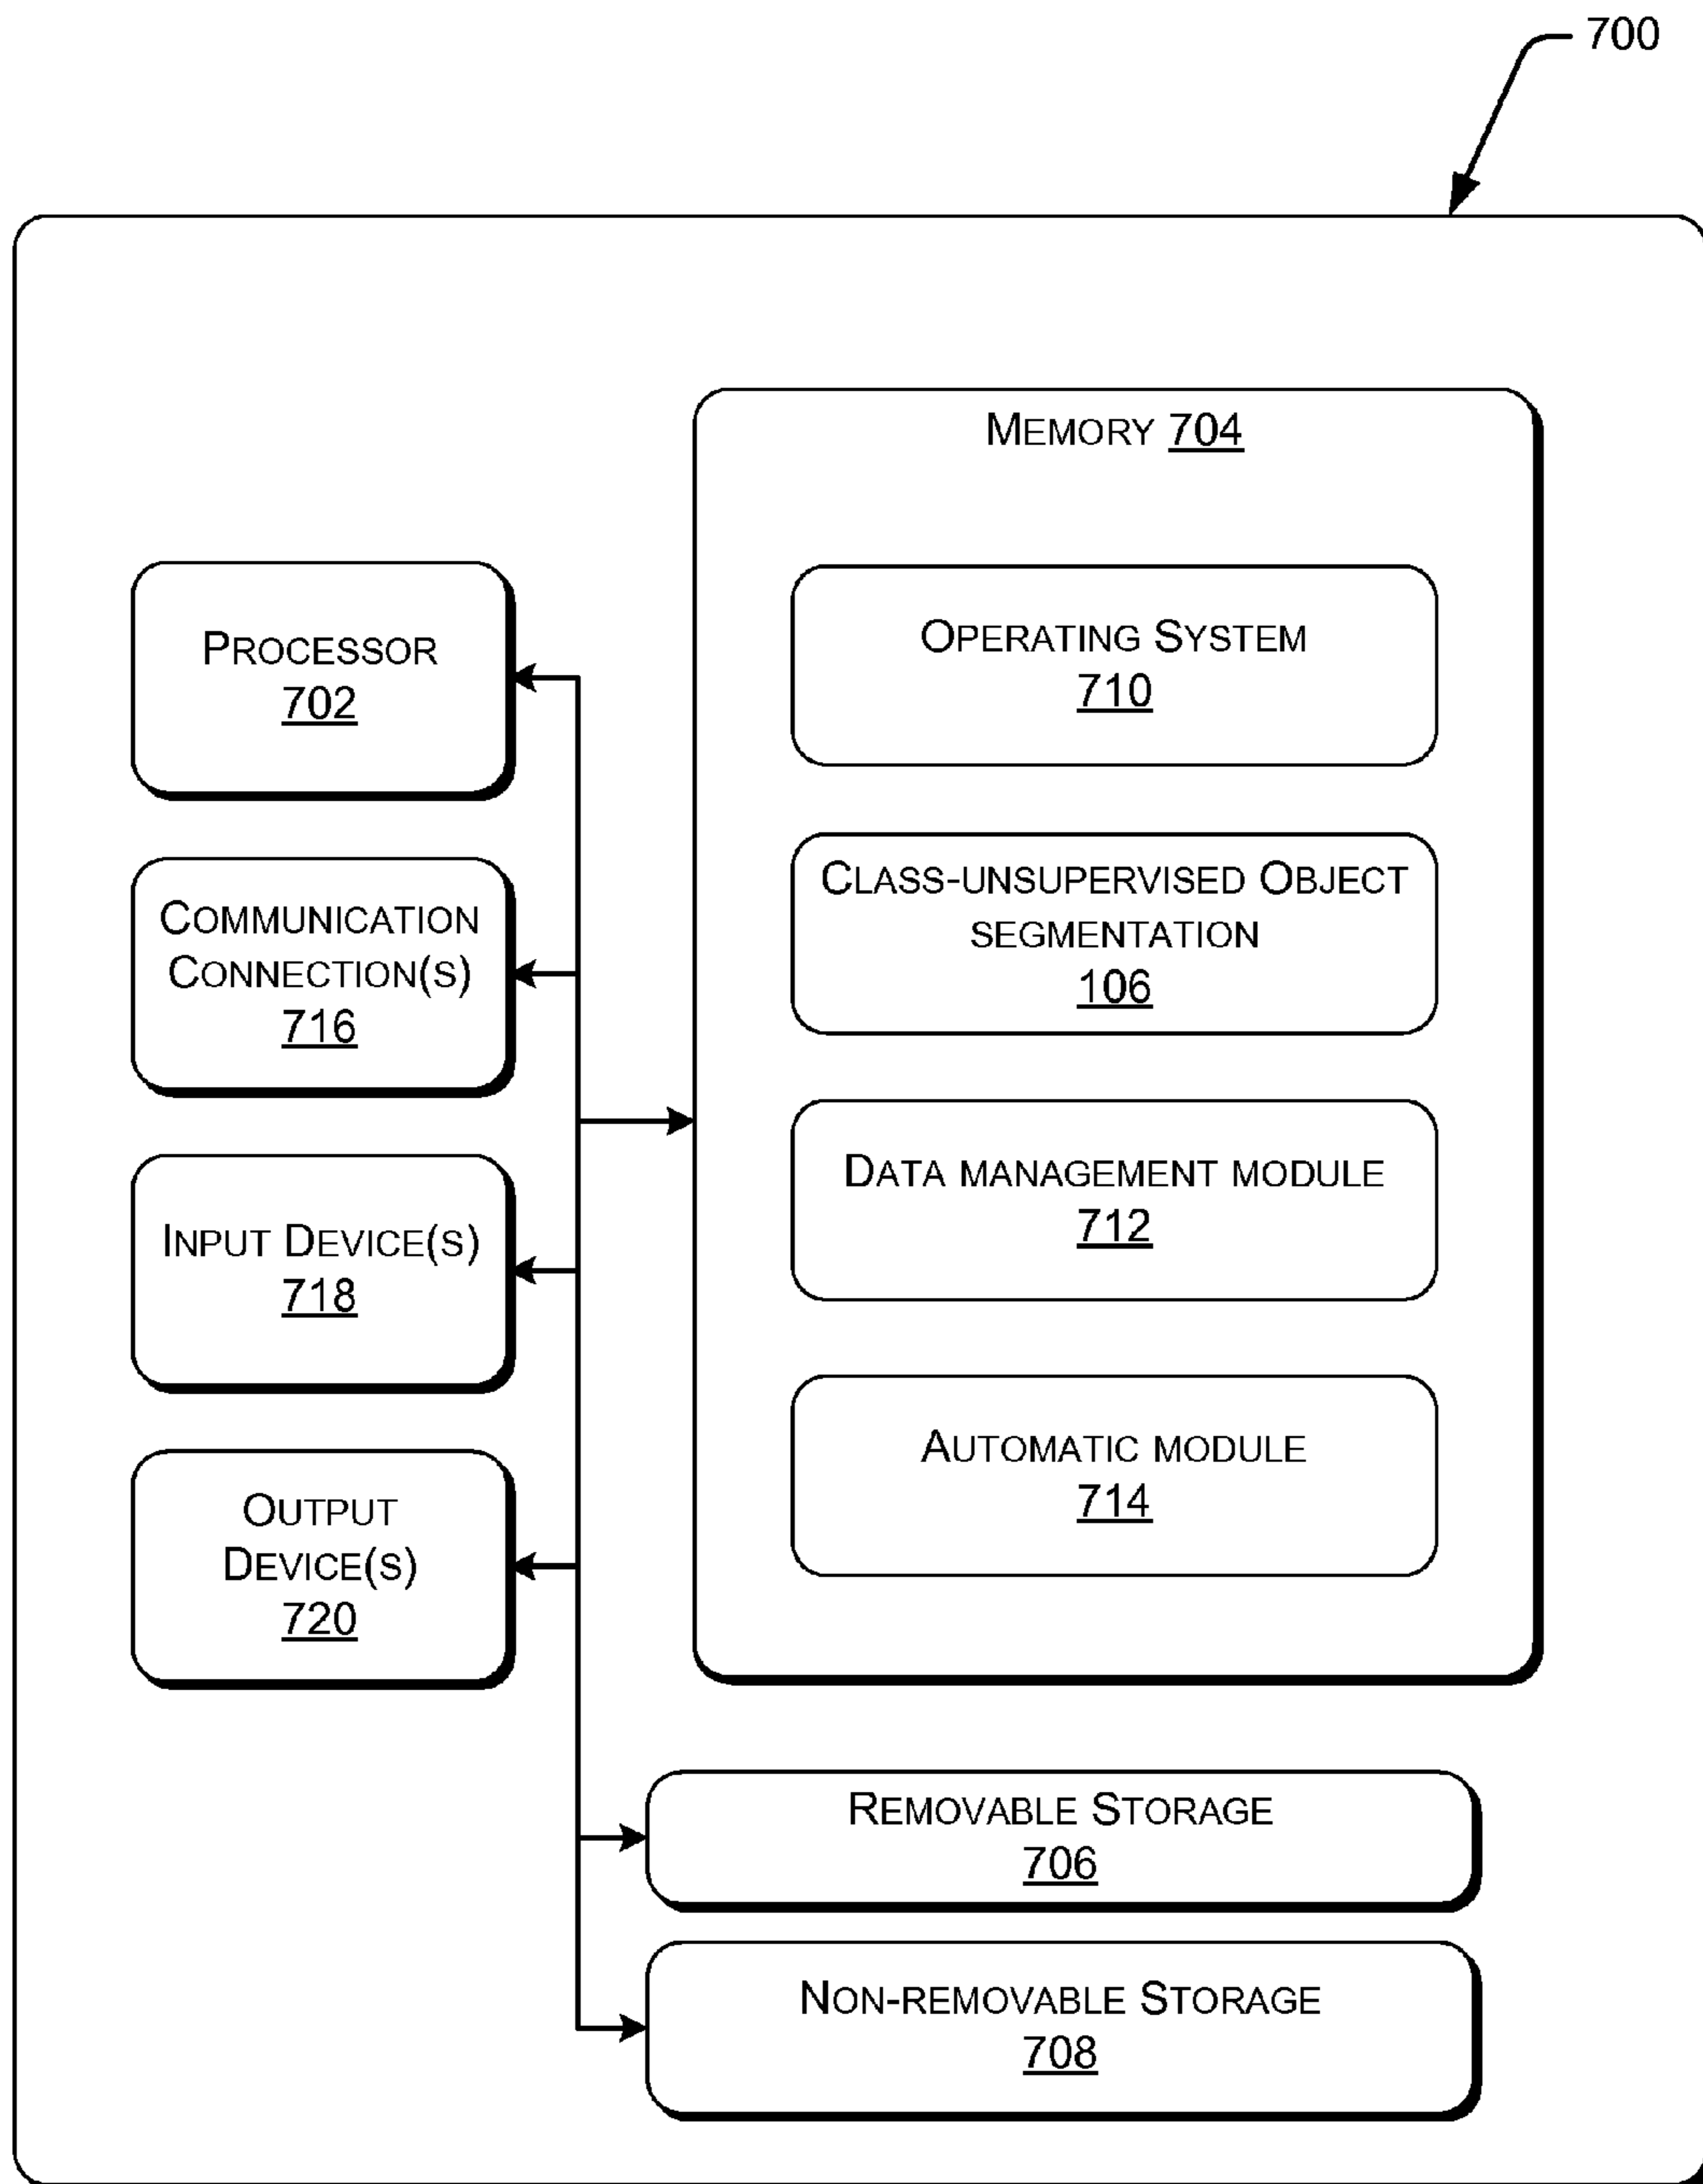 700
MEMORY 704
PROCESSOR
702
OPERATING SYSTEM
710
COMMUNICATION
CONNECTION(S)
716
CLASS-UNSUPERVISED OBJECT
SEGMENTATION
106
INPUT DEVICE(S)
718
DATA MANAGEMENT MODULE
712
OUTPUT
DEVICE(S)
720
AUTOMATIC MODULE
714
REMOVABLE STORAGE
706
NON-REMOVABLE STORAGE
708